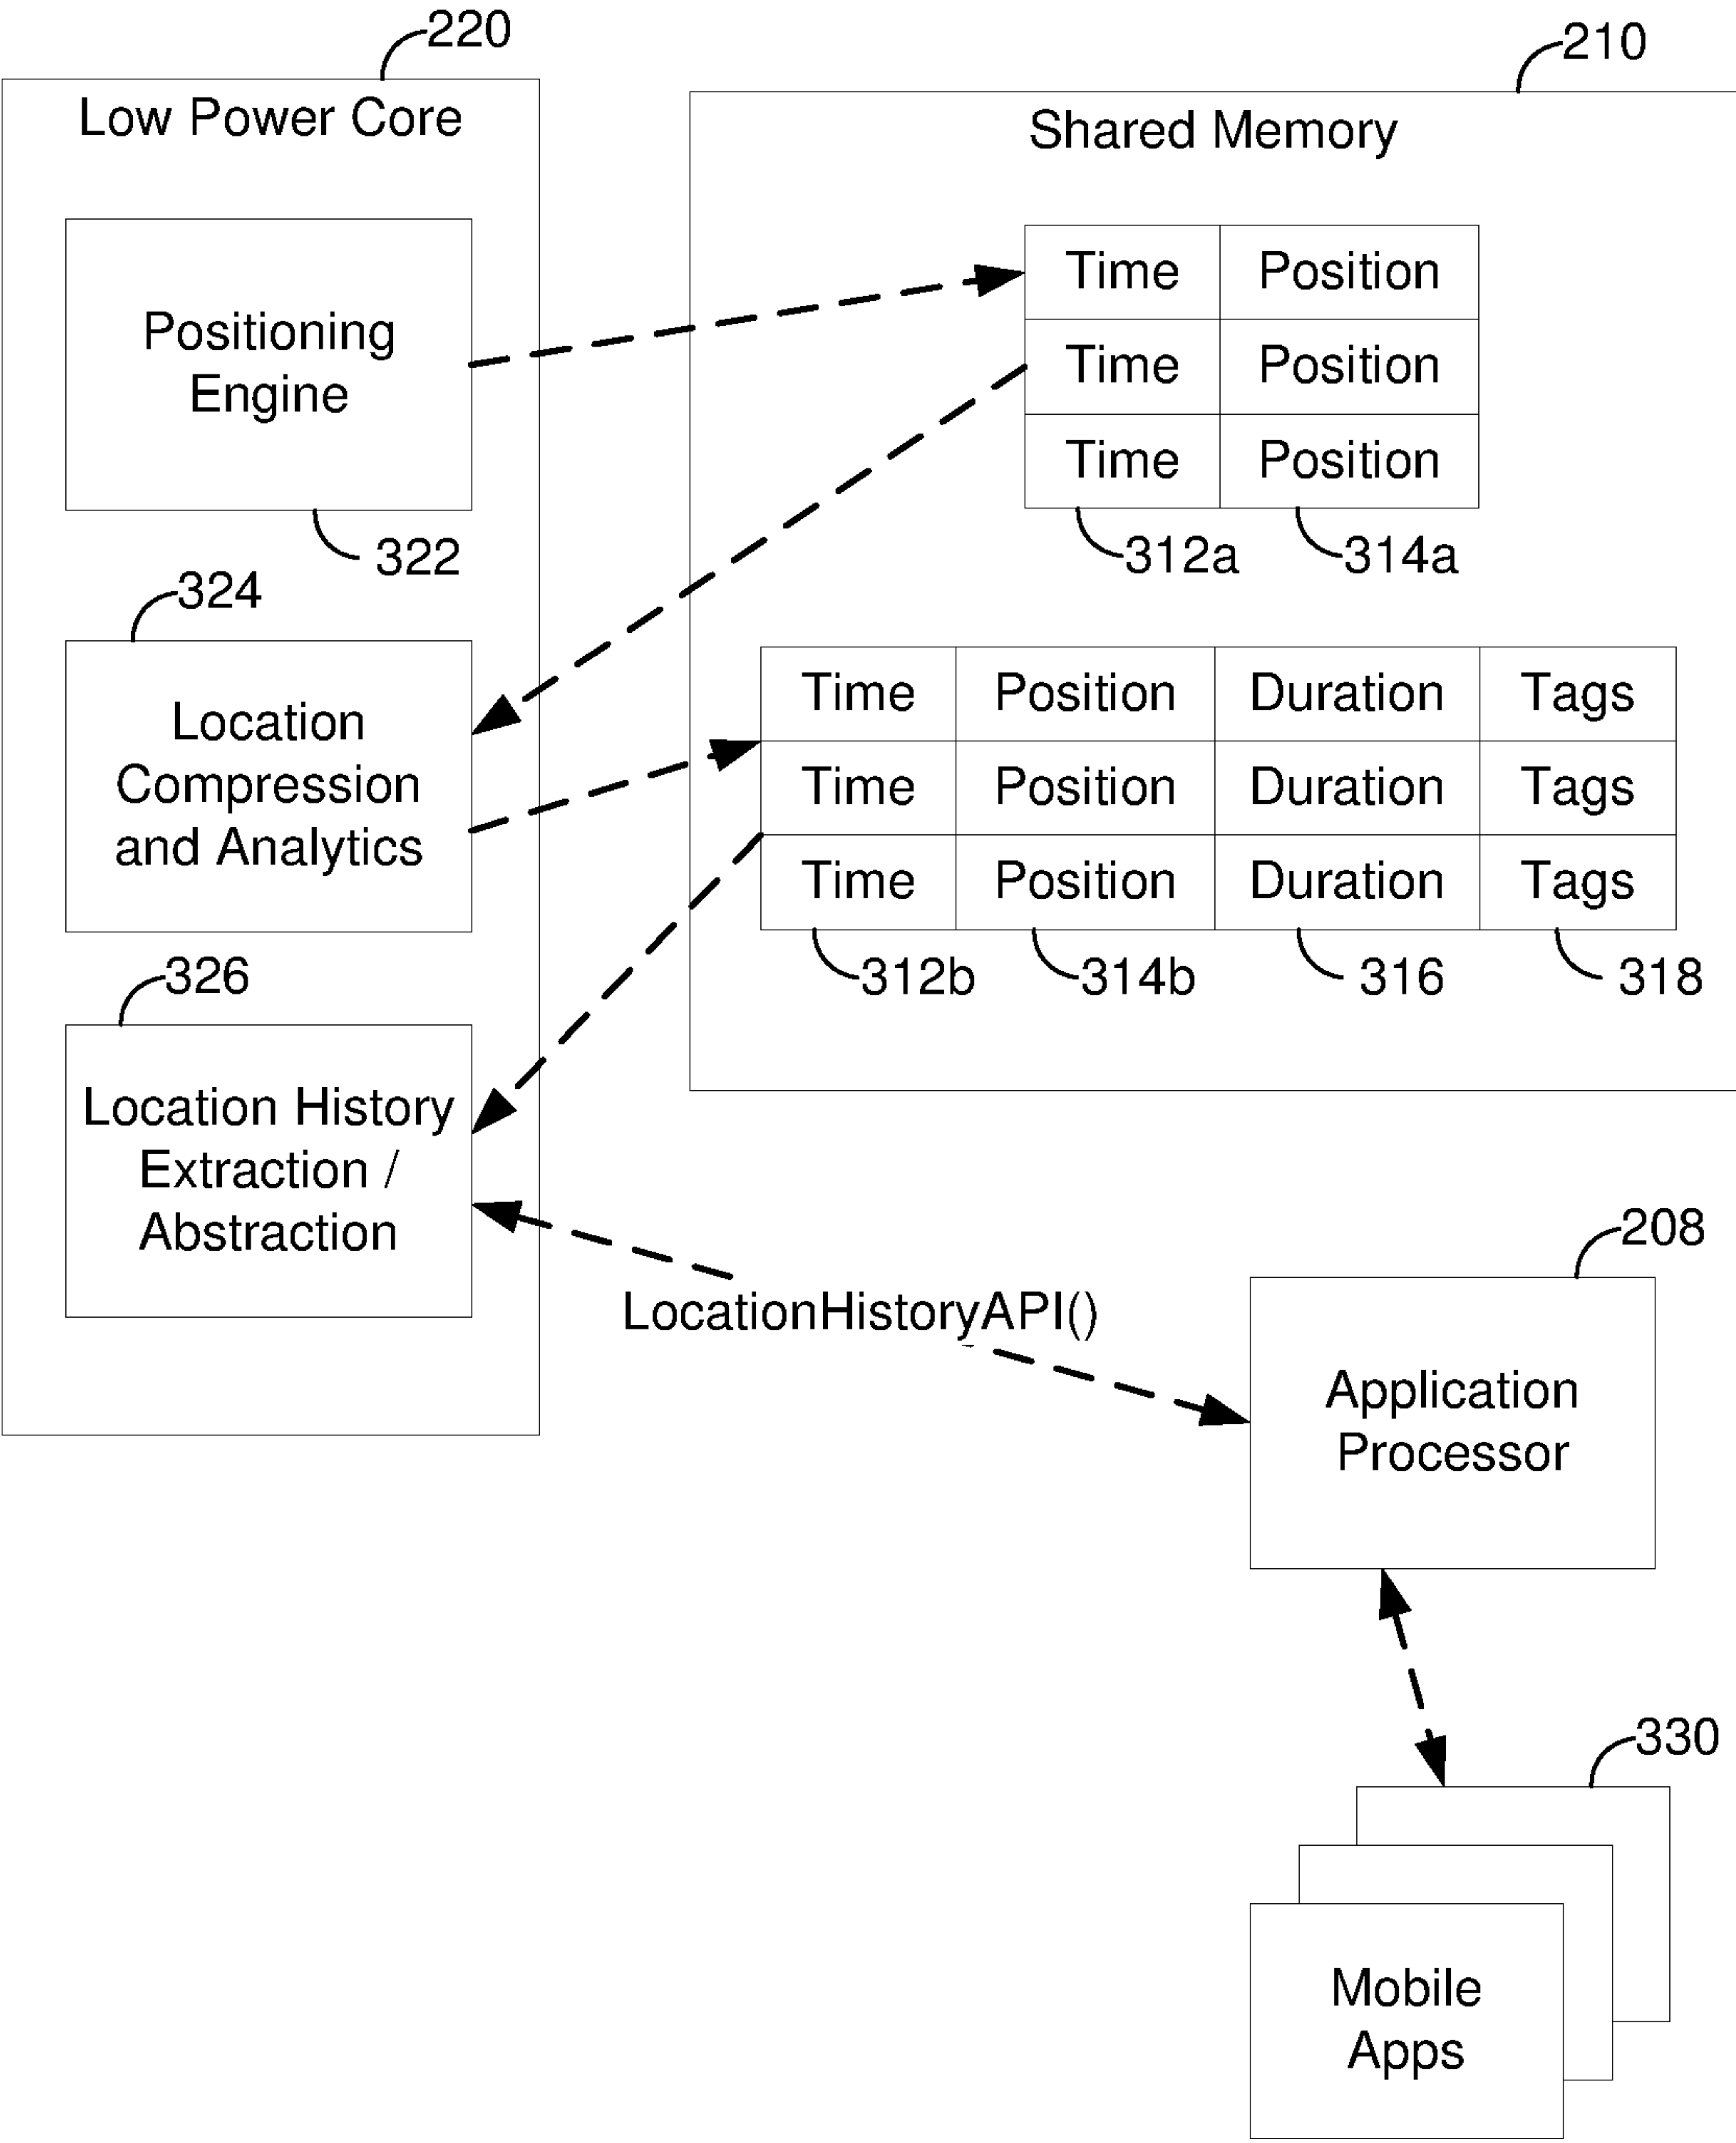 220
210
Low Power Core
Shared Memory
Positioning
Engine
322
Time Position
Time Position
Time Position
312a 314a
324
Location
Compression
and Analytics
Time Position Duration Tags
Time Position Duration Tags
Time Position Duration Tags
312b 314b 316 318
326
Location History
Extraction /
Abstraction
LocationHistoryAPI()
208
Application
Processor
330
Mobile
Apps